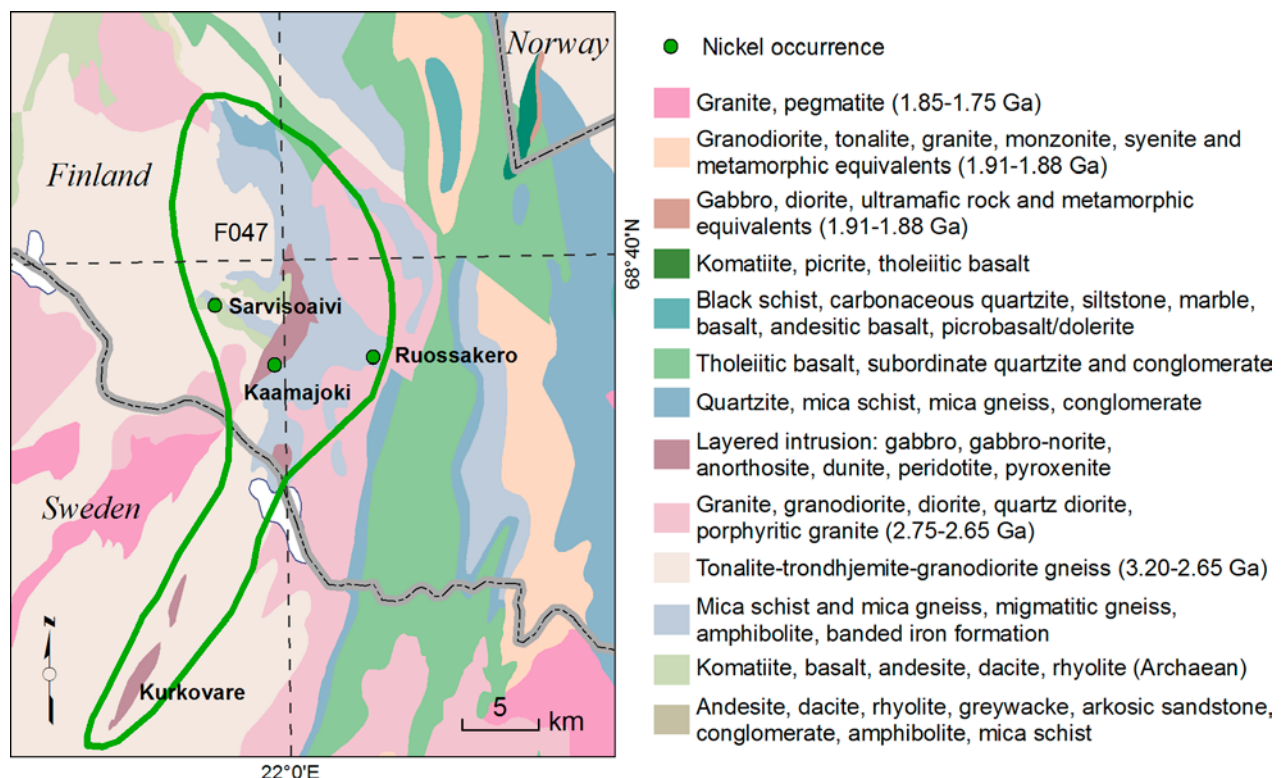 Norway
Finland
F047
68°40'N
Sarvisoaivi
Ruossakero
Kaamajoki
Sweden
Kurkovare
z
5
km
22°0'E
Nickel occurrence
Granite, pegmatite (1.85-1.75 Ga)
Granodiorite, tonalite, granite, monzonite, syenite and
metamorphic equivalents (1.91-1.88 Ga)
Gabbro, diorite, ultramafic rock and metamorphic
equivalents (1.91-1.88 Ga)
Komatiite, picrite, tholeiitic basalt
Black schist, carbonaceous quartzite, siltstone, marble,
basalt, andesitic basalt, picrobasalt/dolerite
Tholeiitic basalt, subordinate quartzite and conglomerate
Quartzite, mica schist, mica gneiss, conglomerate
Layered intrusion: gabbro, gabbro-norite,
anorthosite, dunite, peridotite, pyroxenite
Granite, granodiorite, diorite, quartz diorite,
porphyritic granite (2.75-2.65 Ga)
Tonalite-trondhjemite-granodiorite gneiss (3.20-2.65 Ga)
Mica schist and mica gneiss, migmatitic gneiss,
amphibolite, banded iron formation
Komatiite, basalt, andesite, dacite, rhyolite (Archaean)
Andesite, dacite, rhyolite, greywacke, arkosic sandstone,
conglomerate, amphibolite, mica schist